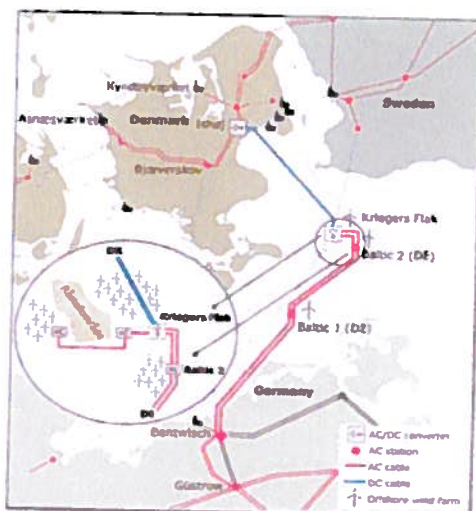 Sweden
Denmark
Bjæverskov
Kriegers Flak
Baltic 2 (DE)
DK
Kriegers Flak
Baltic 1 (DE)
Baltic 2
DE
Germany
Bentwisch
Güstrow
AC/DC converter
AC station
AC cable
DC cable
Offshore wind farm